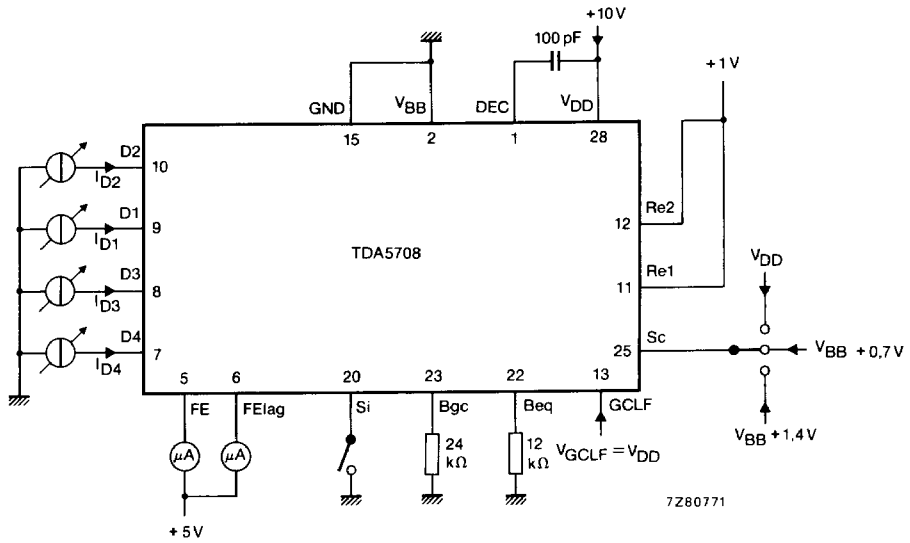 +10V
100 pF
+1V
GND
VBB
DEC
VDD
15
2
1
28
D2
10
ID2
D1
9
ID1
D3
8
ID3
D4
7
ID4
TDA5708
Re2
12
Re1
11
VDD
Sc
25
VBB + 0,7V
VBB + 1,4V
5
6
20
23
22
13
FE
FElag
Si
Bgc
Beq
GCLF
μA
μA
24
kΩ
12
kΩ
VGCLF = VDD
+5V
7Z80771